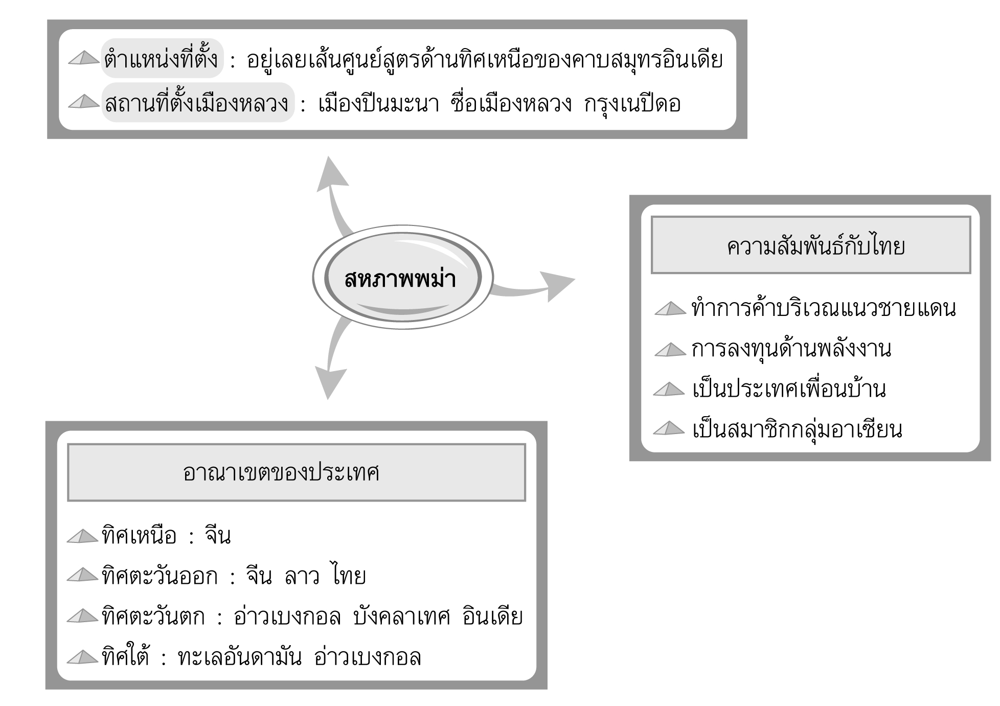 ตำแหน่งที่ตั้ง : อยู่เลยเส้นศูนย์สูตรด้านทิศเหนือของคาบสมุทรอินเดีย
สถานที่ตั้งเมืองหลวง : เมืองปีนมะนา ชื่อเมืองหลวง กรุงเนปีดอ
สหภาพพม่า
ความสัมพันธ์กับไทย
ทำการค้าบริเวณแนวชายแดน
การลงทุนด้านพลังงาน
เป็นประเทศเพื่อนบ้าน
เป็นสมาชิกกลุ่มอาเซียน
อาณาเขตของประเทศ
ทิศเหนือ : จีน
ทิศตะวันออก : จีน ลาว ไทย
ทิศตะวันตก : อ่าวเบงกอล บังคลาเทศ อินเดีย
ทิศใต้ : ทะเลอันดามัน อ่าวเบงกอล